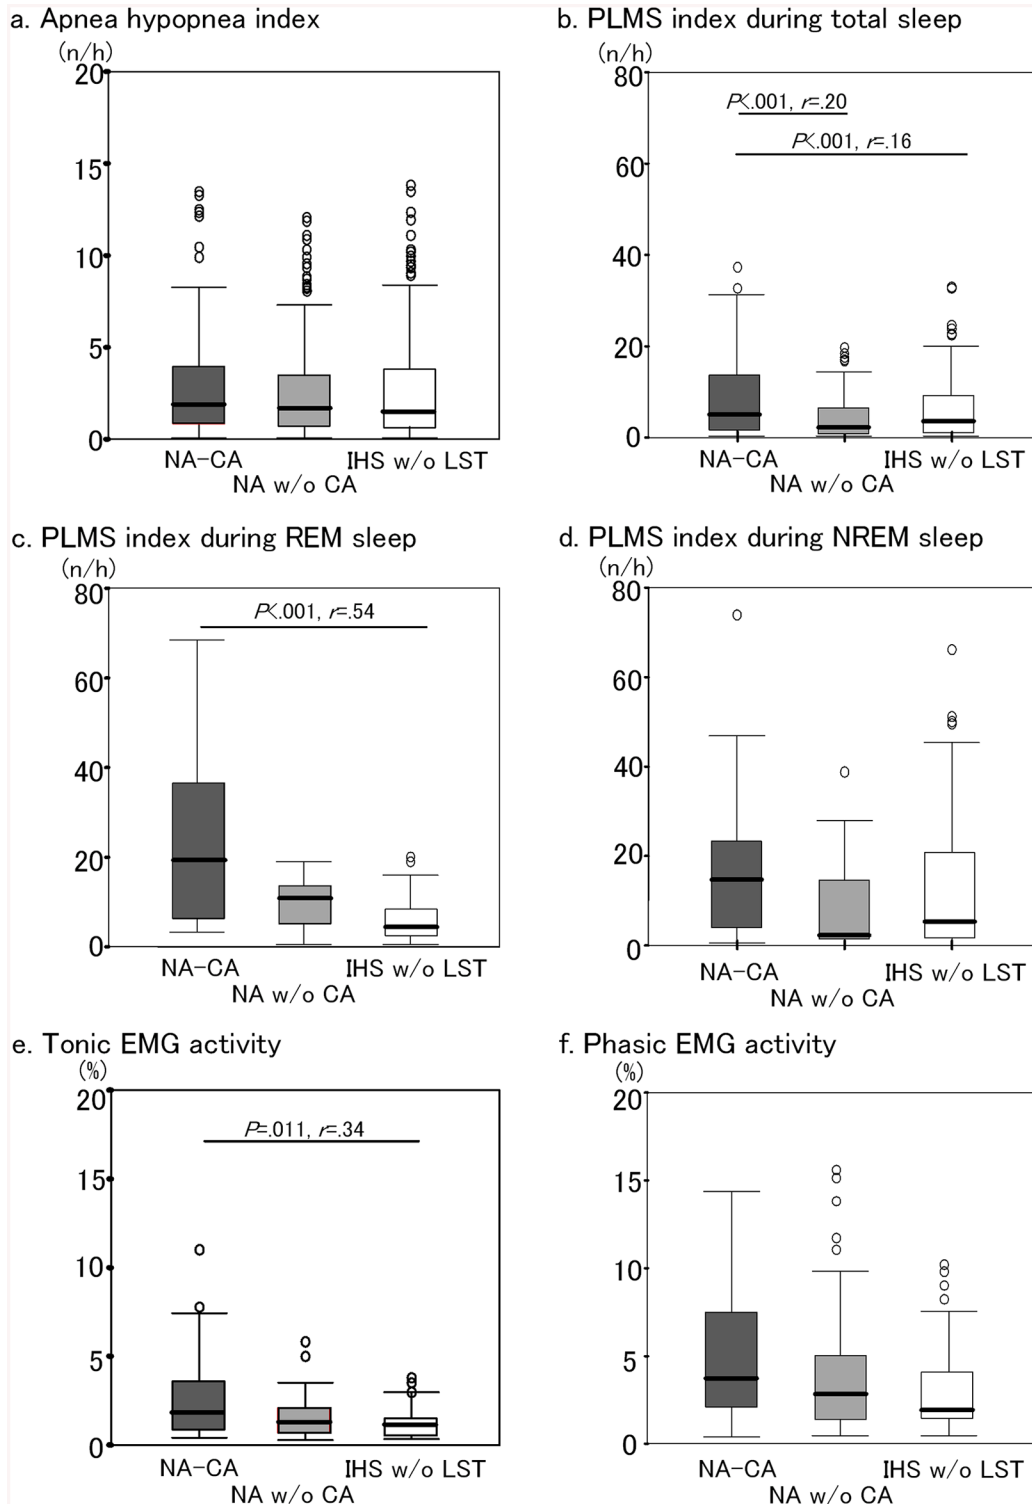 a. Apnea hypopnea index
(n/h)
20
15
10
5
0
NA-CA
IHS w/o LST
NA w/o CA
b. PLMS index during total sleep
(n/h)
80
P<.001, r=.20
P<.001, r=.16
60
40
20
0
NA-CA
IHS w/o LST
NA w/o CA
c. PLMS index during REM sleep
(n/h)
80
P<.001, r=.54
60
40
20
0
NA-CA
IHS w/o LST
NA w/o CA
d. PLMS index during NREM sleep
(n/h)
80
60
40
20
0
NA-CA
IHS w/o LST
NA w/o CA
e. Tonic EMG activity
(%)
20
P=.011, r=.34
15
10
5
0
NA-CA
IHS w/o LST
NA w/o CA
f. Phasic EMG activity
(%)
20
15
10
5
0
NA-CA
IHS w/o LST
NA w/o CA